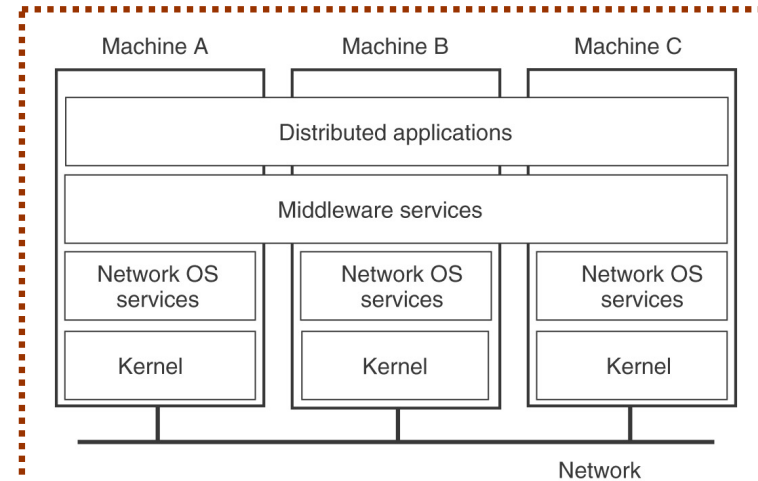 Machine A
Machine B
Machine C
Distributed applications
Middleware services
Network OS
services
Network OS
services
Network OS
services
Kernel
Kernel
Kernel
Network